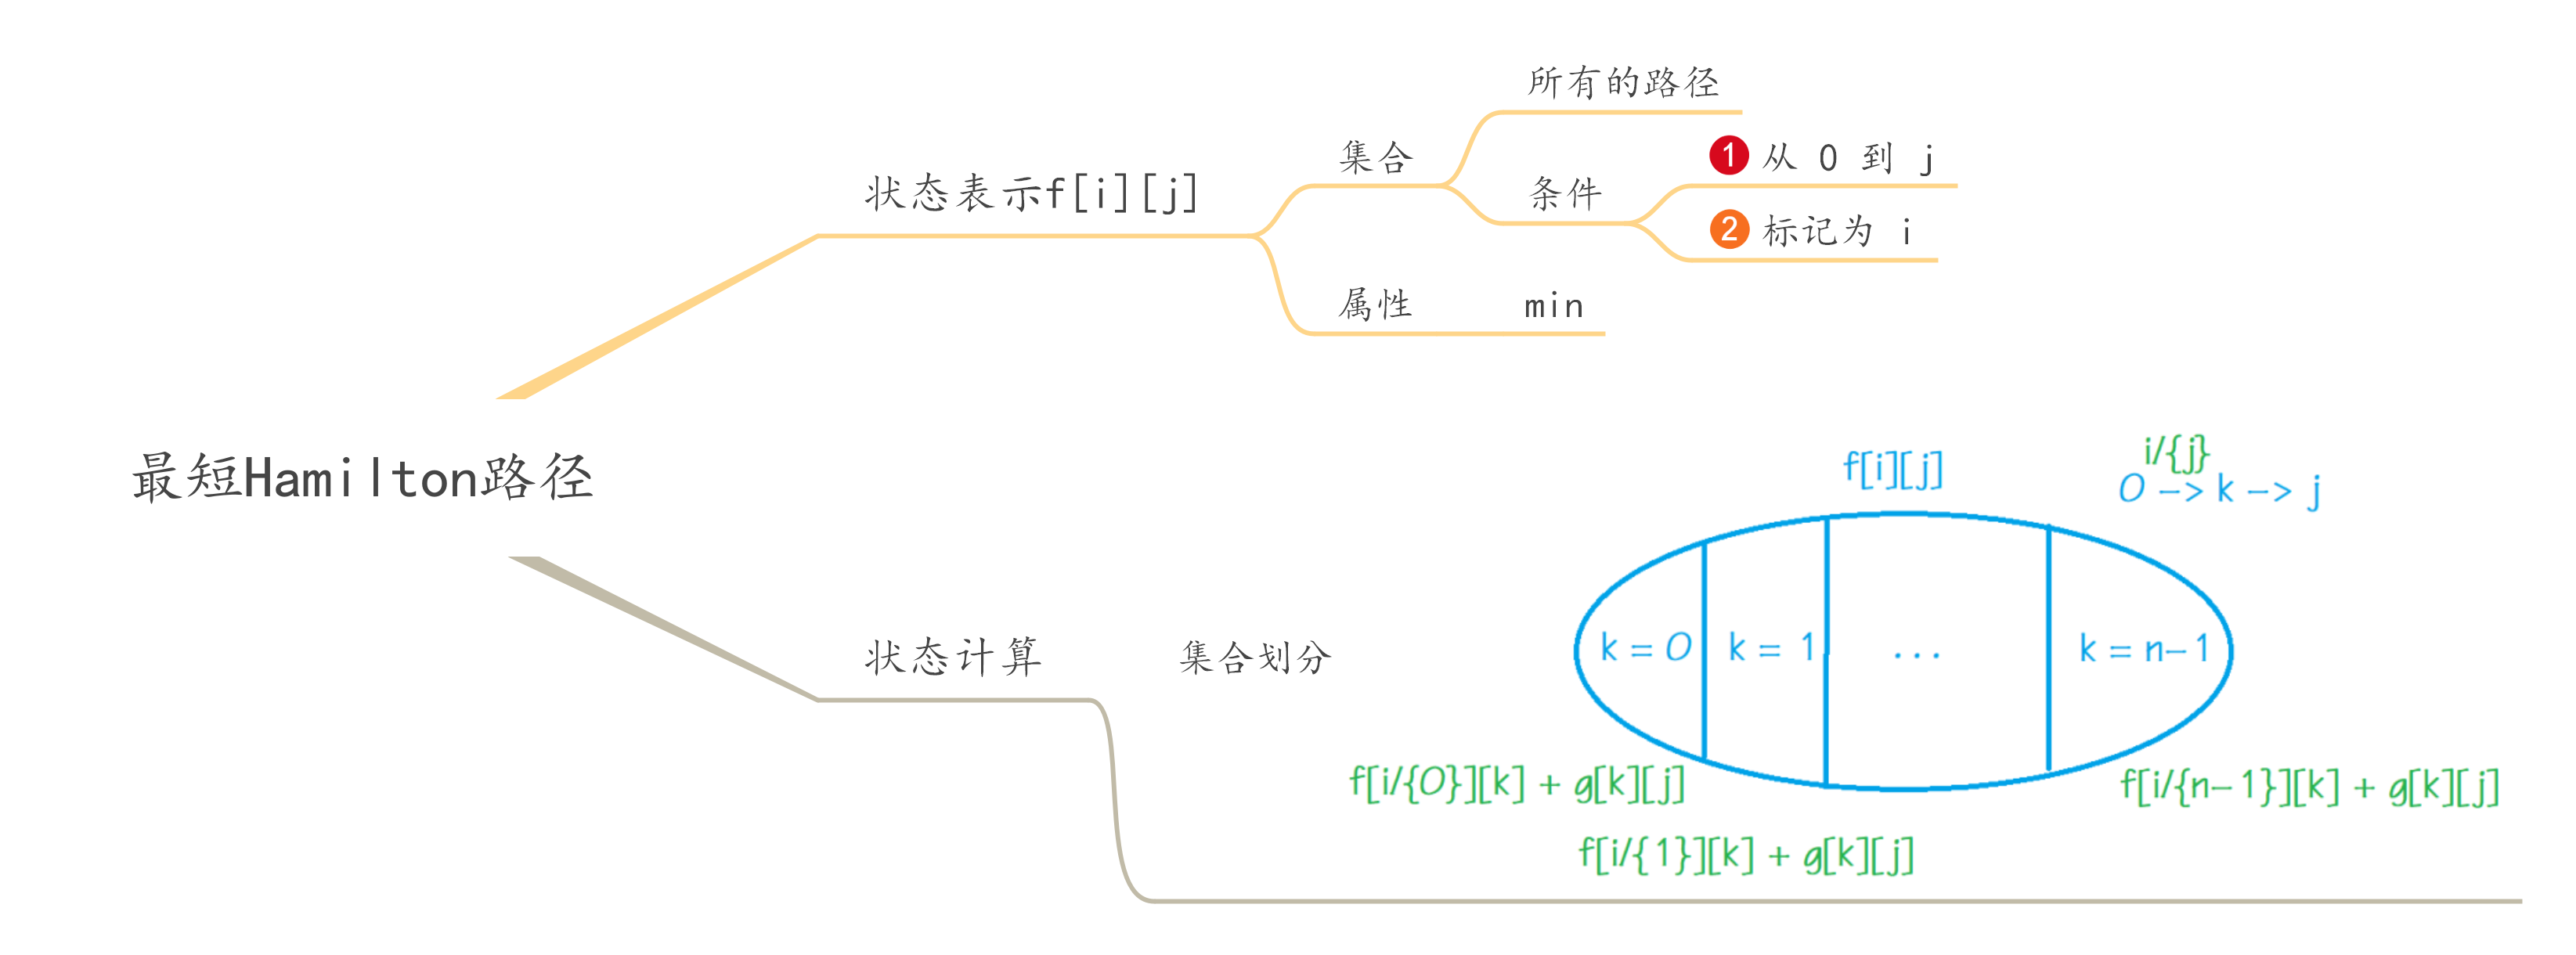 最短Hamilton路径
状态表示f[i][j]
集合
所有的路径
条件
1 从 0 到 j
2 标记为 i
属性 min
状态计算
集合划分
f[i][j]
i/{j}
0 -> k -> j
k = 0 k = 1 ... k = n-1
f[i/{0}][k] + g[k][j]
f[i/{1}][k] + g[k][j]
f[i/{n-1}][k] + g[k][j]